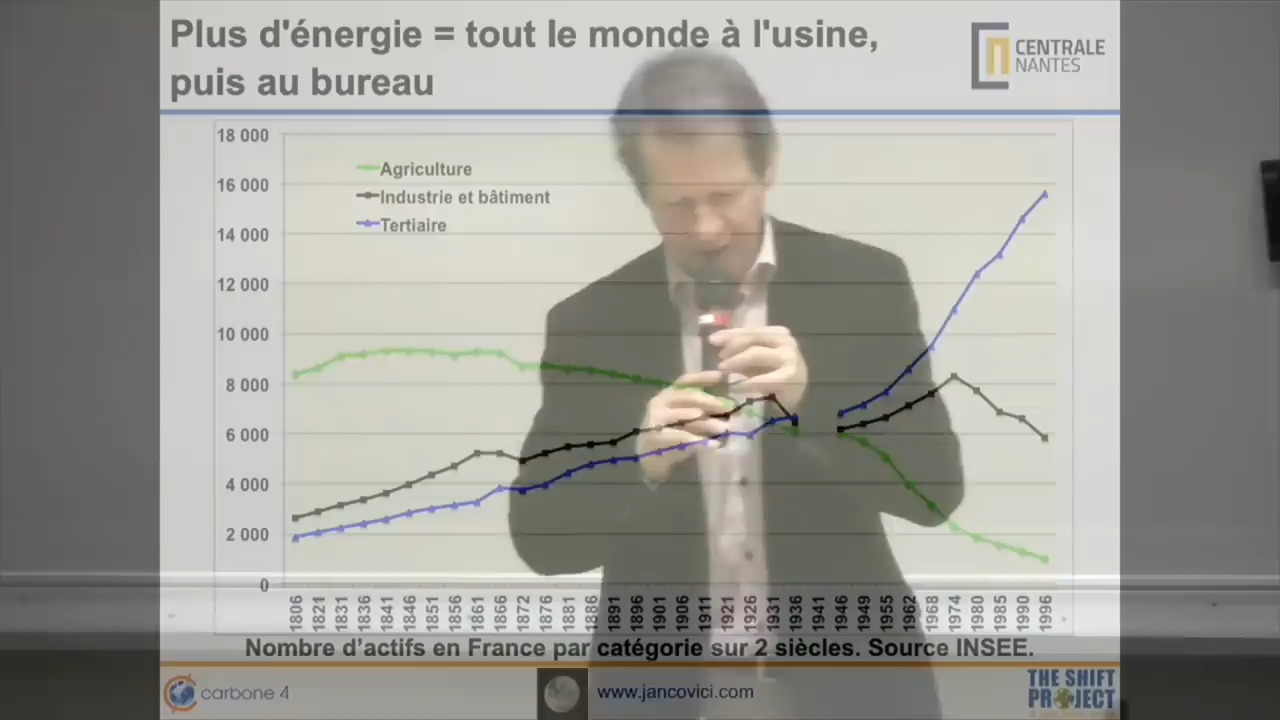 Plus d'énergie = tout le monde à l'usine,
puis au bureau
CENTRALE
NANTES
18 000
16 000
14 000
12 000
10 000
8 000
6 000
4 000
2 000
0
Agriculture
Industrie et bâtiment
Tertiaire
1806 1821 1831 1836 1841 1846 1851 1856 1861 1866 1872 1876 1881 1886 1891 1896 1901 1906 1911 1921 1926 1931 1936 1941 1946 1949 1955 1962 1968 1974 1980 1985 1990 1996
Nombre d’actifs en France par catégorie sur 2 siècles. Source INSEE.
carbone 4
www.jancovici.com
THE SHIFT
PROJECT